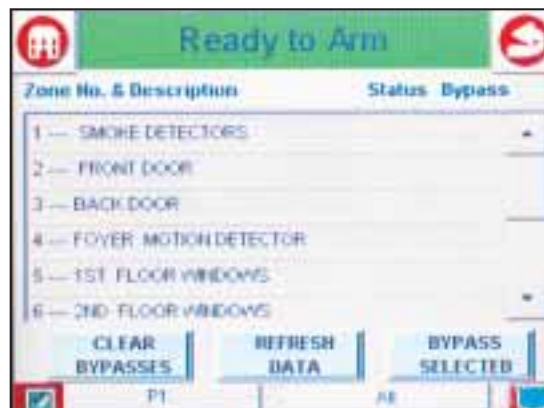 Ready to Arm
Zone No. & Description Status Bypass
1 --- SMOKE DETECTORS
2 --- FRONT DOOR
3 --- BACK DOOR
4 --- FOYER MOTION DETECTOR
5 --- 1ST FLOOR WINDOWS
6 --- 2ND FLOOR WINDOWS
CLEAR BYPASSES REFRESH DATA BYPASS SELECTED
P1 All